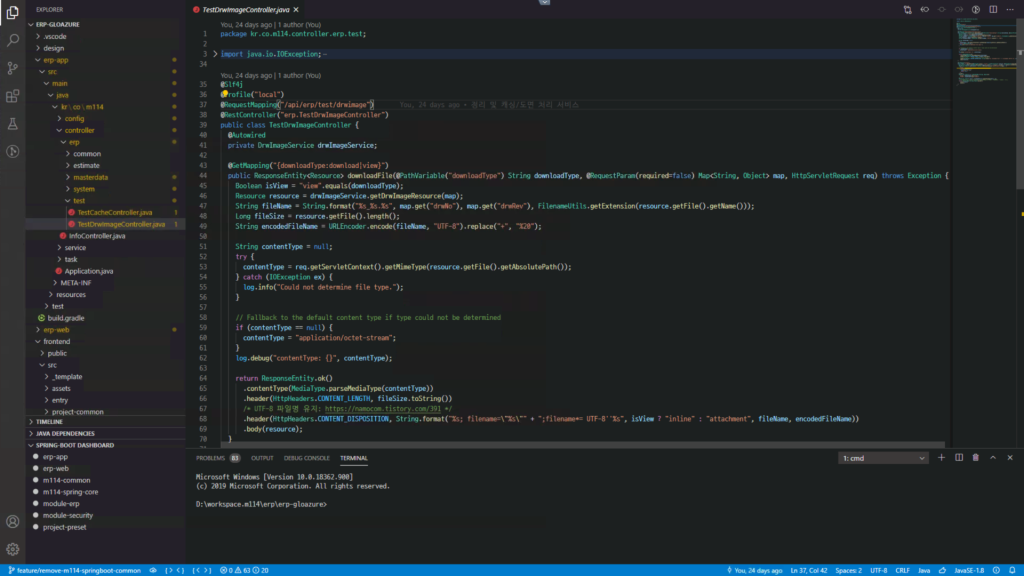 EXPLORER
ERP-GLOAZURE
.vscode
design
erp-app
src
main
java
kr\co\m114
config
controller
erp
common
estimate
masterdata
system
test
TestCacheController.java 1
TestDrwImageController.java 1
InfoController.java
service
task
Application.java
META-INF
resources
test
build.gradle
erp-web
frontend
public
src
_template
assets
entry
project-common
TIMELINE
JAVA DEPENDENCIES
SPRING-BOOT DASHBOARD
erp-app
erp-web
m114-common
m114-spring-core
module-erp
module-security
project-preset
TestDrwImageController.java
You, 24 days ago | 1 author (You)
1 package kr.co.m114.controller.erp.test;
2
3 import java.io.IOException;
34
You, 24 days ago | 1 author (You)
35 @Slf4j
36 @Profile("local")
37 @RequestMapping("/api/erp/test/drwimage") You, 24 days ago • 처리 서비스
38 @RestController("erp.TestDrwImageController")
39 public class TestDrwImageController {
40 @Autowired
41 private DrwImageService drwImageService;
42
43 @GetMapping("{downloadType:download|view}")
44 public ResponseEntity<Resource> downloadFile(@PathVariable("downloadType") String downloadType, @RequestParam(required=false) Map<String, Object> map, HttpServletRequest req) throws Exception {
45 Boolean isView = "view".equals(downloadType);
46 Resource resource = drwImageService.getDrwImageResource(map);
47 String fileName = String.format("%s_%s.%s", map.get("drwNo"), map.get("drwRev"), FilenameUtils.getExtension(resource.getFile().getName()));
48 Long fileSize = resource.getFile().length();
49 String encodedFileName = URLEncoder.encode(fileName, "UTF-8").replace("+", "%20");
50
51 String contentType = null;
52 try {
53 contentType = req.getServletContext().getMimeType(resource.getFile().getAbsolutePath());
54 } catch (IOException ex) {
55 log.info("Could not determine file type.");
56 }
57
58 // Fallback to the default content type if type could not be determined
59 if (contentType == null) {
60 contentType = "application/octet-stream";
61 }
62 log.debug("contentType: {}", contentType);
63
64 return ResponseEntity.ok()
65 .contentType(MediaType.parseMediaType(contentType))
66 .header(HttpHeaders.CONTENT_LENGTH, fileSize.toString())
67 /* UTF-8 파일명 유지: https://namocom.tistory.com/391 */
68 .header(HttpHeaders.CONTENT_DISPOSITION, String.format("%s; filename=\"%s\"" + ";filename*= UTF-8''%s", isView ? "inline" : "attachment", fileName, encodedFileName))
69 .body(resource);
70 }
PROBLEMS 83 OUTPUT DEBUG CONSOLE TERMINAL 1: cmd
Microsoft Windows [Version 10.0.18362.900]
(c) 2019 Microsoft Corporation. All rights reserved.
D:\workspace.m114\erp\erp-gloazure>
feature/remove-m114-springboot-common 0 63 20 You, 24 days ago Ln 37, Col 42 Spaces: 2 UTF-8 CRLF Java JavaSE-1.8